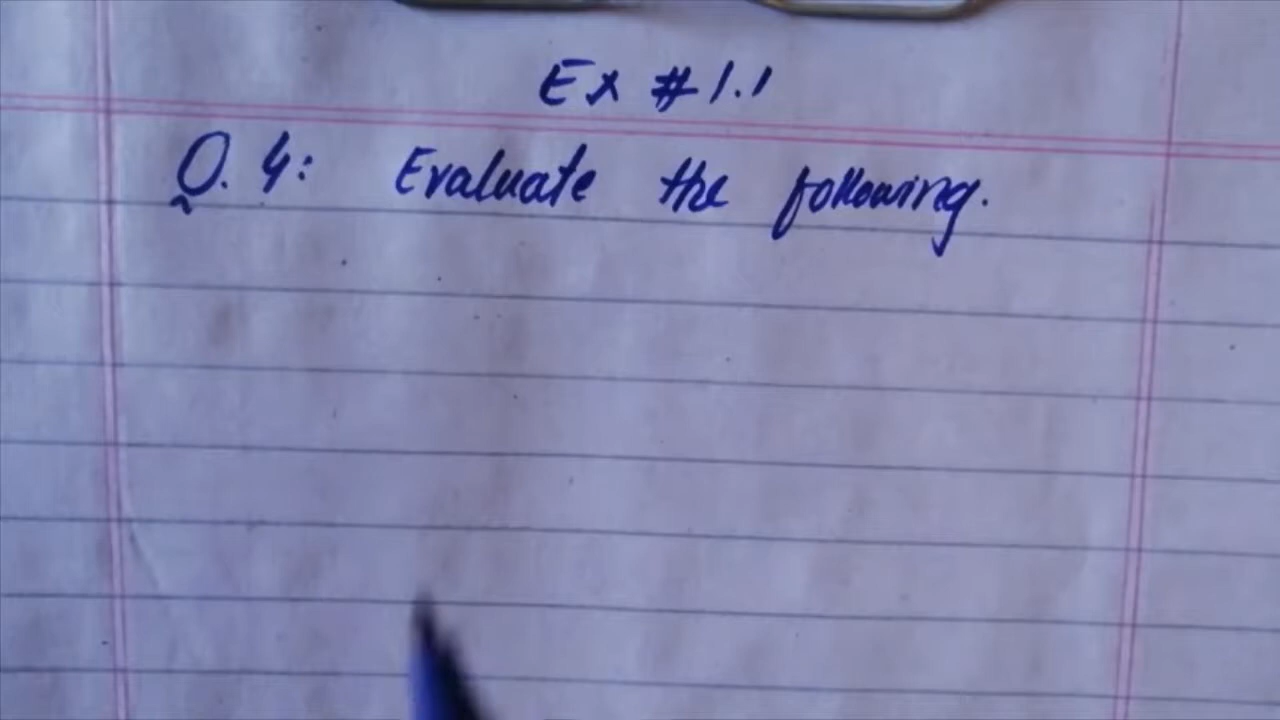 Ex # 1.1
Q. 4: Evaluate the following.